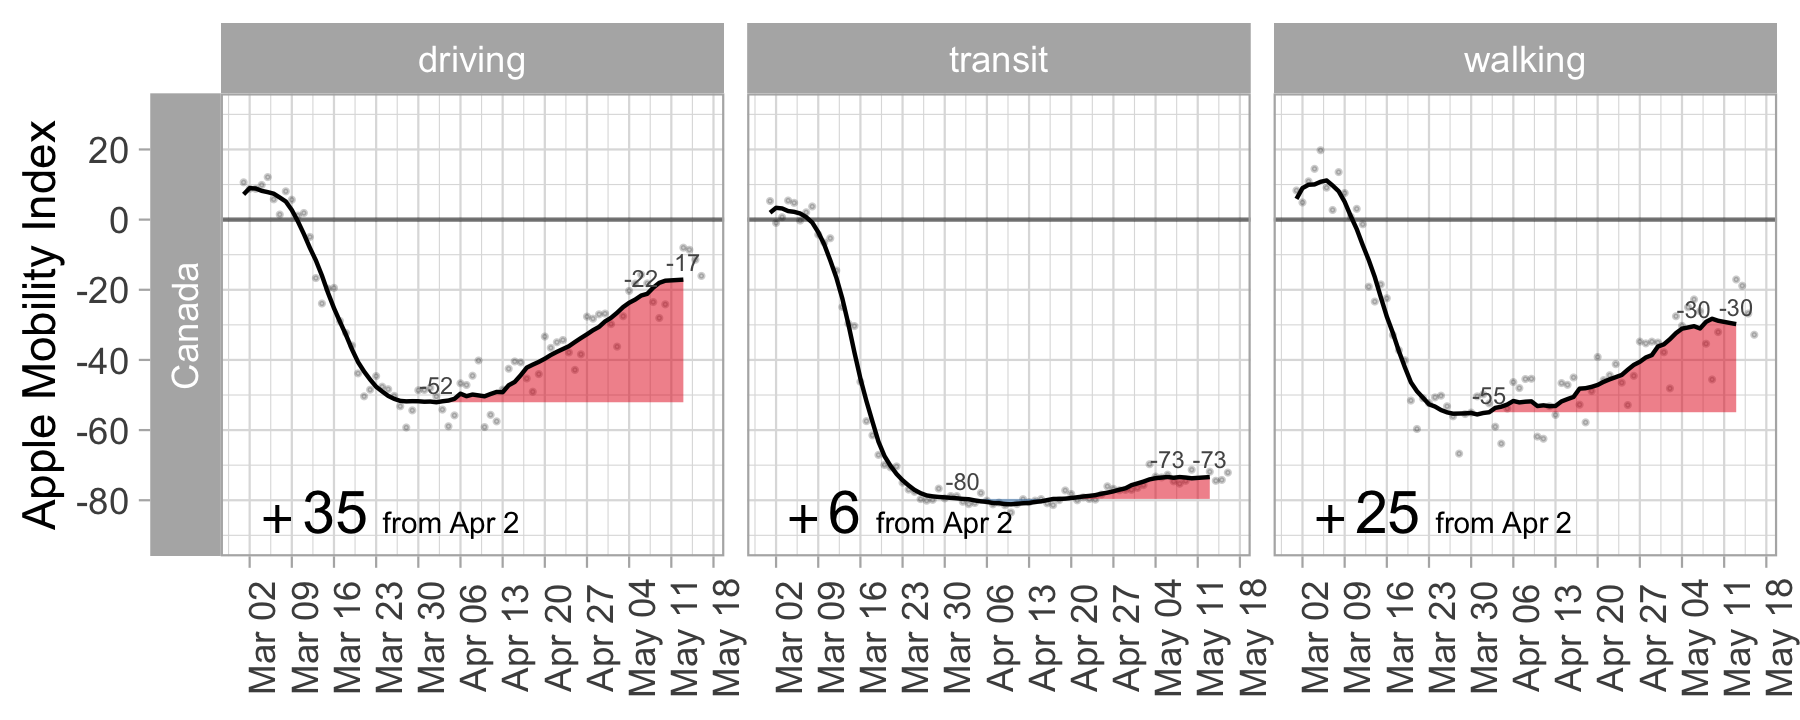 driving
transit
walking
Apple Mobility Index
Canada
20
0
-20
-40
-60
-80
-52
-22
-17
+35 from Apr 2
-80
-73
-73
+6 from Apr 2
-55
-30
-30
+25 from Apr 2
Mar 02
Mar 09
Mar 16
Mar 23
Mar 30
Apr 06
Apr 13
Apr 20
Apr 27
May 04
May 11
May 18
Mar 02
Mar 09
Mar 16
Mar 23
Mar 30
Apr 06
Apr 13
Apr 20
Apr 27
May 04
May 11
May 18
Mar 02
Mar 09
Mar 16
Mar 23
Mar 30
Apr 06
Apr 13
Apr 20
Apr 27
May 04
May 11
May 18